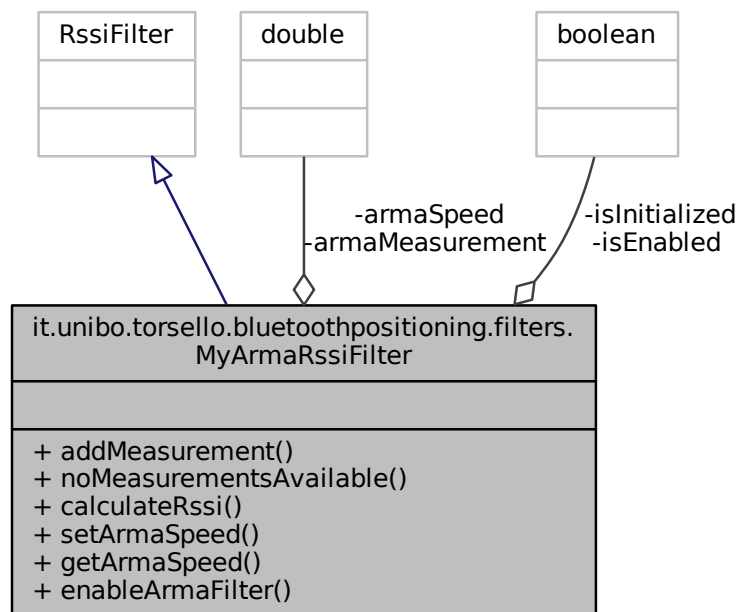 RssiFilter
double
boolean
-armaSpeed
-armaMeasurement
-isInitialized
-isEnabled
it.unibo.torsello.bluetoothpositioning.filters.
MyArmaRssiFilter
+ addMeasurement()
+ noMeasurementsAvailable()
+ calculateRssi()
+ setArmaSpeed()
+ getArmaSpeed()
+ enableArmaFilter()